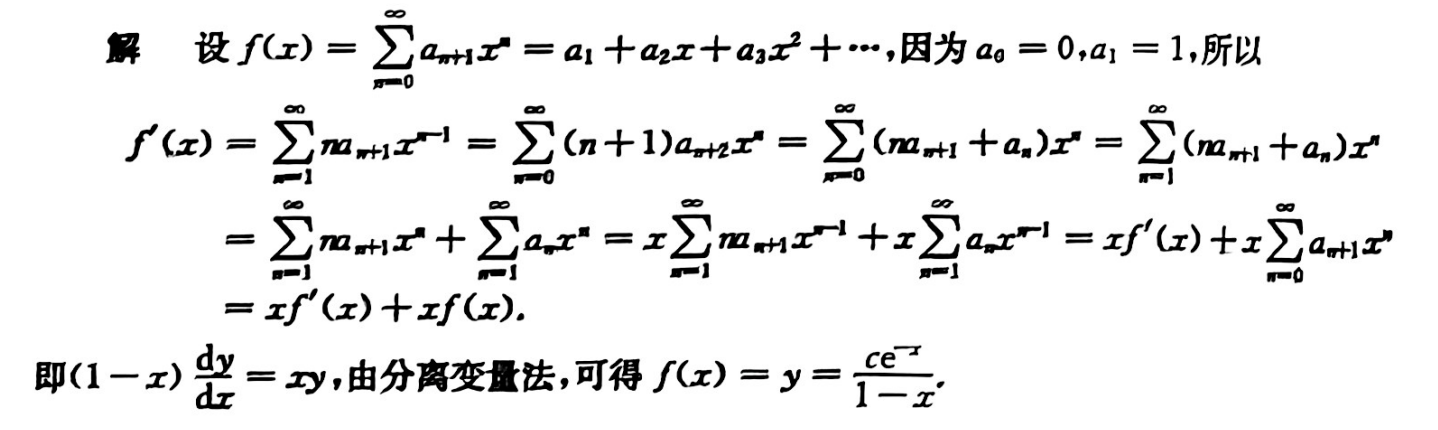 解 设 f(x) = ∑_{n=0}^{∞} a_{n+1}x^n = a_1 + a_2x + a_3x^2 + ⋯,因为 a_0 = 0,a_1 = 1,所以
f′(x) = ∑_{n=1}^{∞} na_{n+1}x^{n-1} = ∑_{n=0}^{∞} (n+1)a_{n+2}x^n = ∑_{n=0}^{∞} (na_{n+1} + a_n)x^n = ∑_{n=1}^{∞} (na_{n+1} + a_n)x^n
= ∑_{n=1}^{∞} na_{n+1}x^n + ∑_{n=1}^{∞} a_nx^n = x∑_{n=1}^{∞} na_{n+1}x^{n-1} + x∑_{n=1}^{∞} a_nx^{n-1} = xf′(x) + x∑_{n=0}^{∞} a_{n+1}x^n
= xf′(x) + xf(x).
即(1-x) dy/dx = xy,由分离变量法,可得 f(x) = y = ce^{-x}/(1-x).